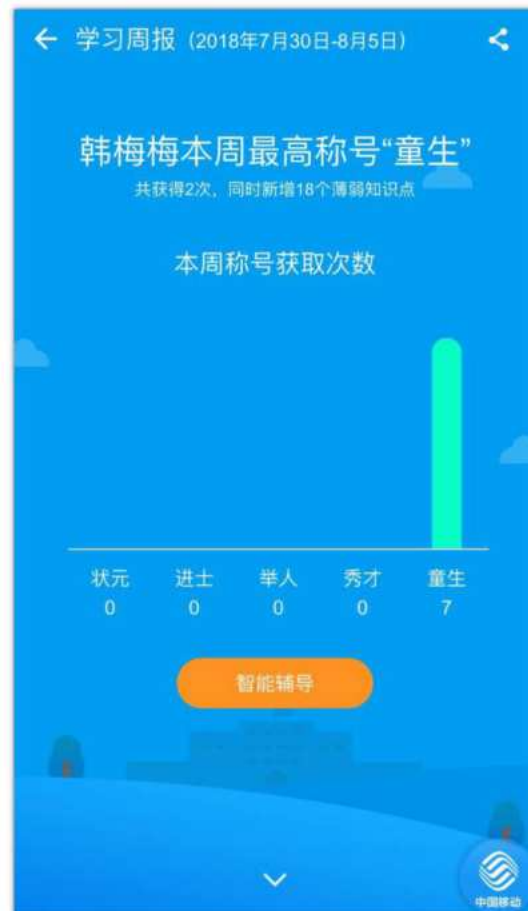 学习周报（2018年7月30日-8月5日）
韩梅梅本周最高称号“童生”
共获得2次，同时新增18个薄弱知识点
本周称号获取次数
状元 进士 举人 秀才 童生
0 0 0 0 7
智能辅导
中国移动